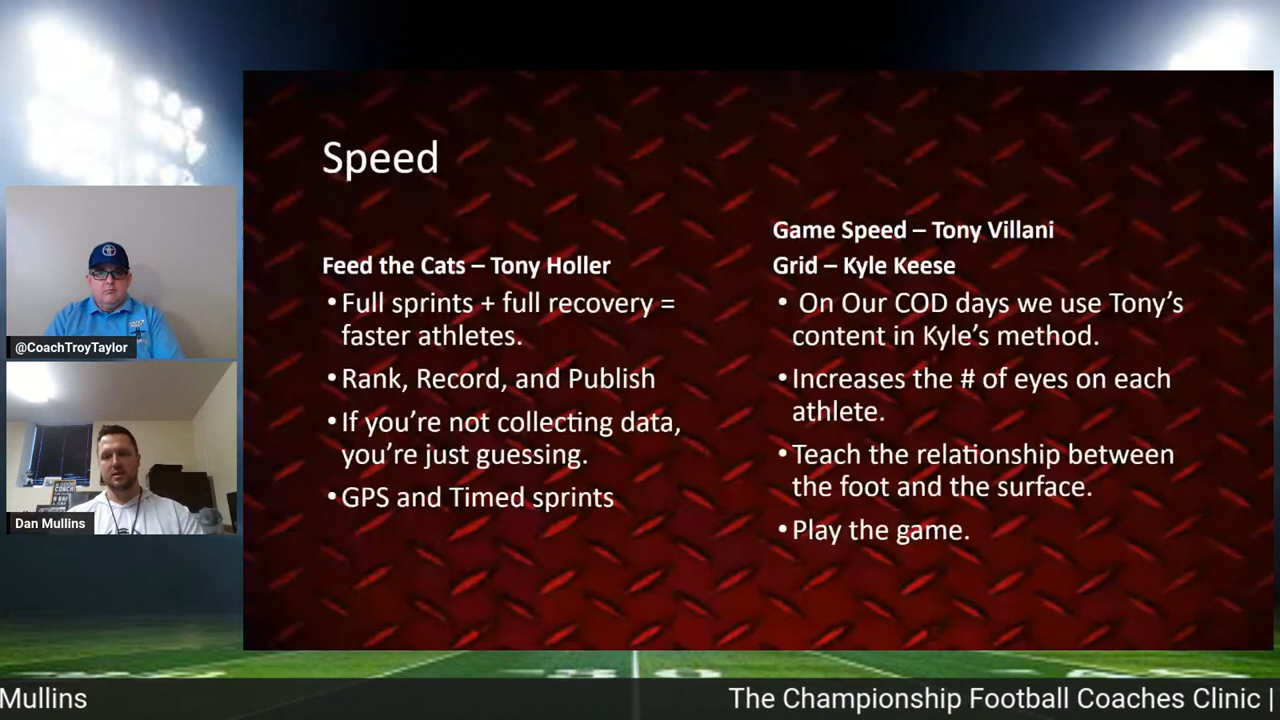 Speed
Feed the Cats – Tony Holler
•Full sprints + full recovery =
faster athletes.
•Rank, Record, and Publish
•If you're not collecting data,
you're just guessing.
•GPS and Timed sprints
Game Speed – Tony Villani
Grid – Kyle Keese
• On Our COD days we use Tony's
content in Kyle's method.
•Increases the # of eyes on each
athlete.
•Teach the relationship between
the foot and the surface.
•Play the game.
@CoachTroyTaylor
Dan Mullins
Mullins
The Championship Football Coaches Clinic |